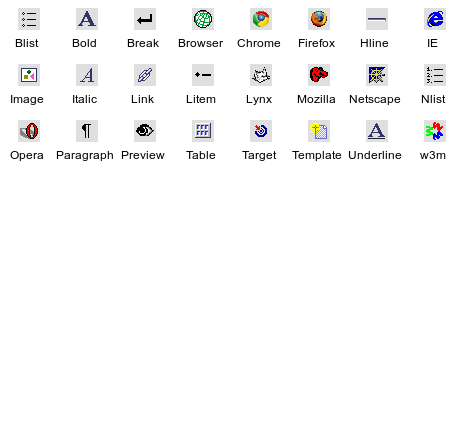 Blist Bold Break Browser Chrome Firefox Hline IE
Image Italic Link Litem Lynx Mozilla Netscape Nlist
Opera Paragraph Preview Table Target Template Underline w3m